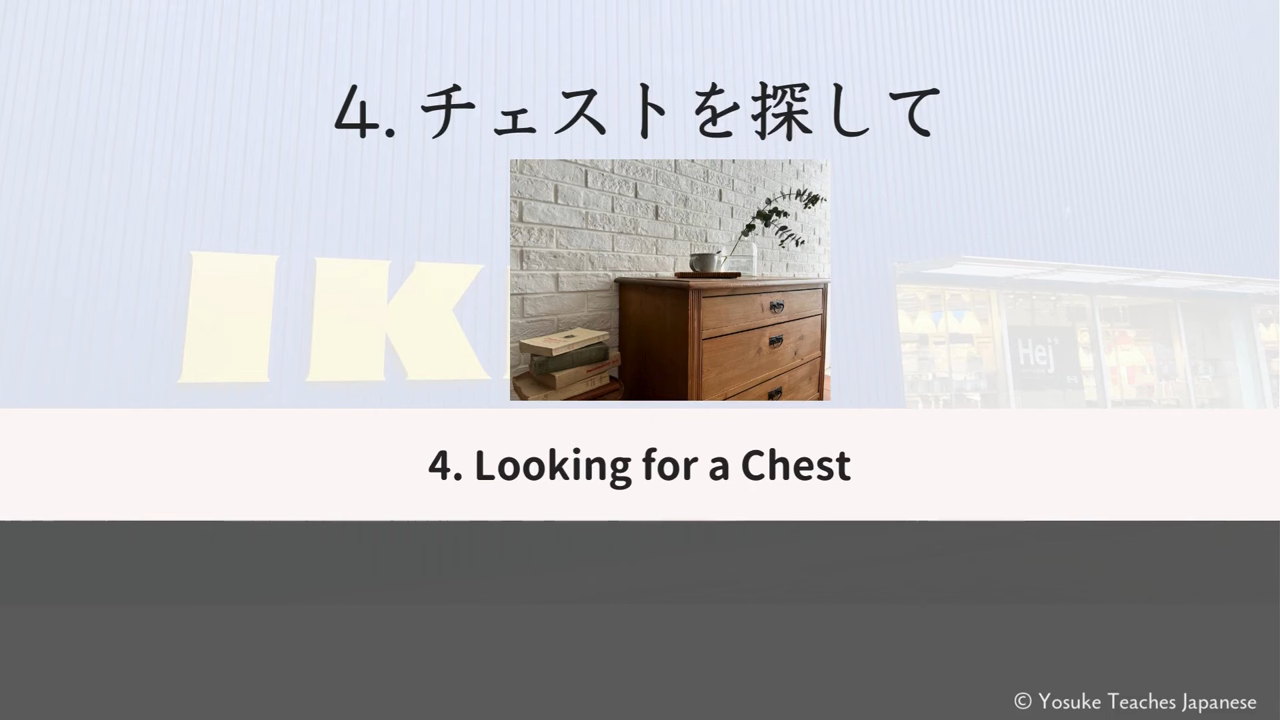 4. チェストを探して
IK
Hej
4. Looking for a Chest
© Yosuke Teaches Japanese